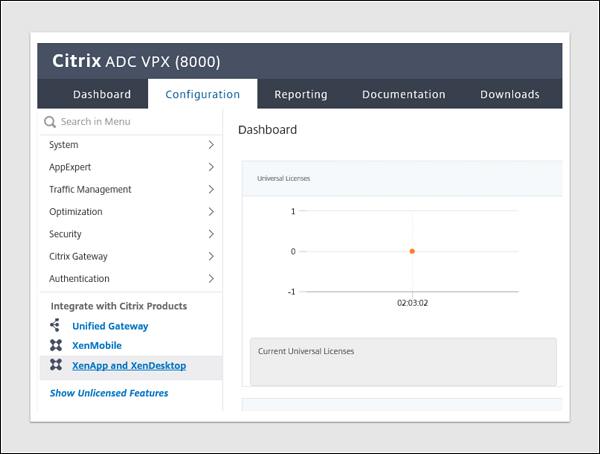 Citrix ADC VPX (8000)
Dashboard Configuration Reporting Documentation Downloads
Search in Menu
System
AppExpert
Traffic Management
Optimization
Security
Citrix Gateway
Authentication
Integrate with Citrix Products
Unified Gateway
XenMobile
XenApp and XenDesktop
Show Unlicensed Features
Dashboard
Universal Licenses
1
0
-1
02:03:02
Current Universal Licenses